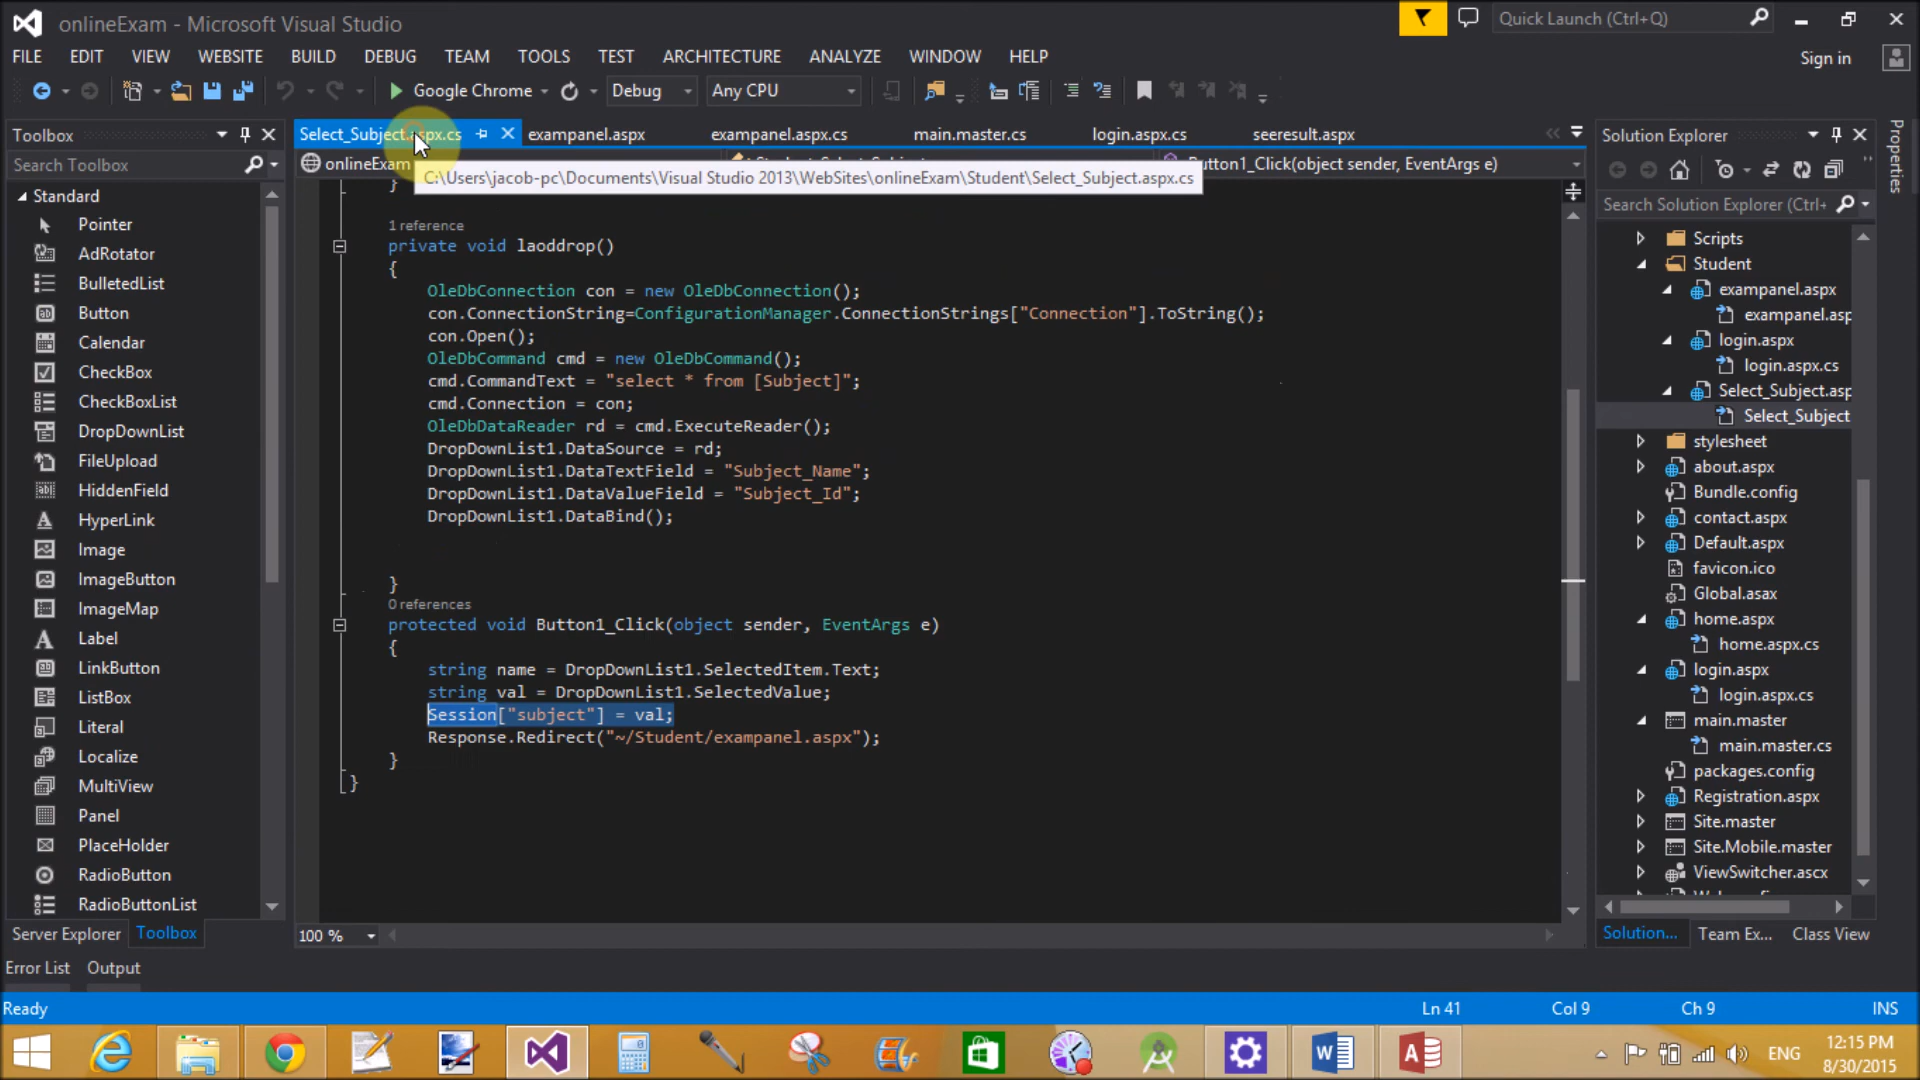 onlineExam - Microsoft Visual Studio
Quick Launch (Ctrl+Q)
FILE EDIT VIEW WEBSITE BUILD DEBUG TEAM TOOLS TEST ARCHITECTURE ANALYZE WINDOW HELP
Sign in
Google Chrome
Debug
Any CPU
Toolbox
Select_Subject.aspx.cs
exampanel.aspx
exampanel.aspx.cs
main.master.cs
login.aspx.cs
seeresult.aspx
Solution Explorer
Properties
Search Toolbox
onlineExam
Button1_Click(object sender, EventArgs e)
C:\Users\jacob-pc\Documents\Visual Studio 2013\WebSites\onlineExam\Student\Select_Subject.aspx.cs
Search Solution Explorer (Ctrl+
Standard
Pointer
AdRotator
BulletedList
Button
Calendar
CheckBox
CheckBoxList
DropDownList
FileUpload
HiddenField
HyperLink
Image
ImageButton
ImageMap
Label
LinkButton
ListBox
Literal
Localize
MultiView
Panel
PlaceHolder
RadioButton
RadioButtonList
}
1 reference
private void laoddrop()
{
OleDbConnection con = new OleDbConnection();
con.ConnectionString=ConfigurationManager.ConnectionStrings["Connection"].ToString();
con.Open();
OleDbCommand cmd = new OleDbCommand();
cmd.CommandText = "select * from [Subject]";
cmd.Connection = con;
OleDbDataReader rd = cmd.ExecuteReader();
DropDownList1.DataSource = rd;
DropDownList1.DataTextField = "Subject_Name";
DropDownList1.DataValueField = "Subject_Id";
DropDownList1.DataBind();
}
0 references
protected void Button1_Click(object sender, EventArgs e)
{
string name = DropDownList1.SelectedItem.Text;
string val = DropDownList1.SelectedValue;
Session["subject"] = val;
Response.Redirect("~/Student/exampanel.aspx");
}
}
Scripts
Student
exampanel.aspx
exampanel.asp
login.aspx
login.aspx.cs
Select_Subject.asp
Select_Subject
stylesheet
about.aspx
Bundle.config
contact.aspx
Default.aspx
favicon.ico
Global.asax
home.aspx
home.aspx.cs
login.aspx
login.aspx.cs
main.master
main.master.cs
packages.config
Registration.aspx
Site.master
Site.Mobile.master
ViewSwitcher.ascx
100 %
Server Explorer
Toolbox
Solution...
Team Ex...
Class View
Error List
Output
Ready
Ln 41
Col 9
Ch 9
INS
ENG
12:15 PM
8/30/2015